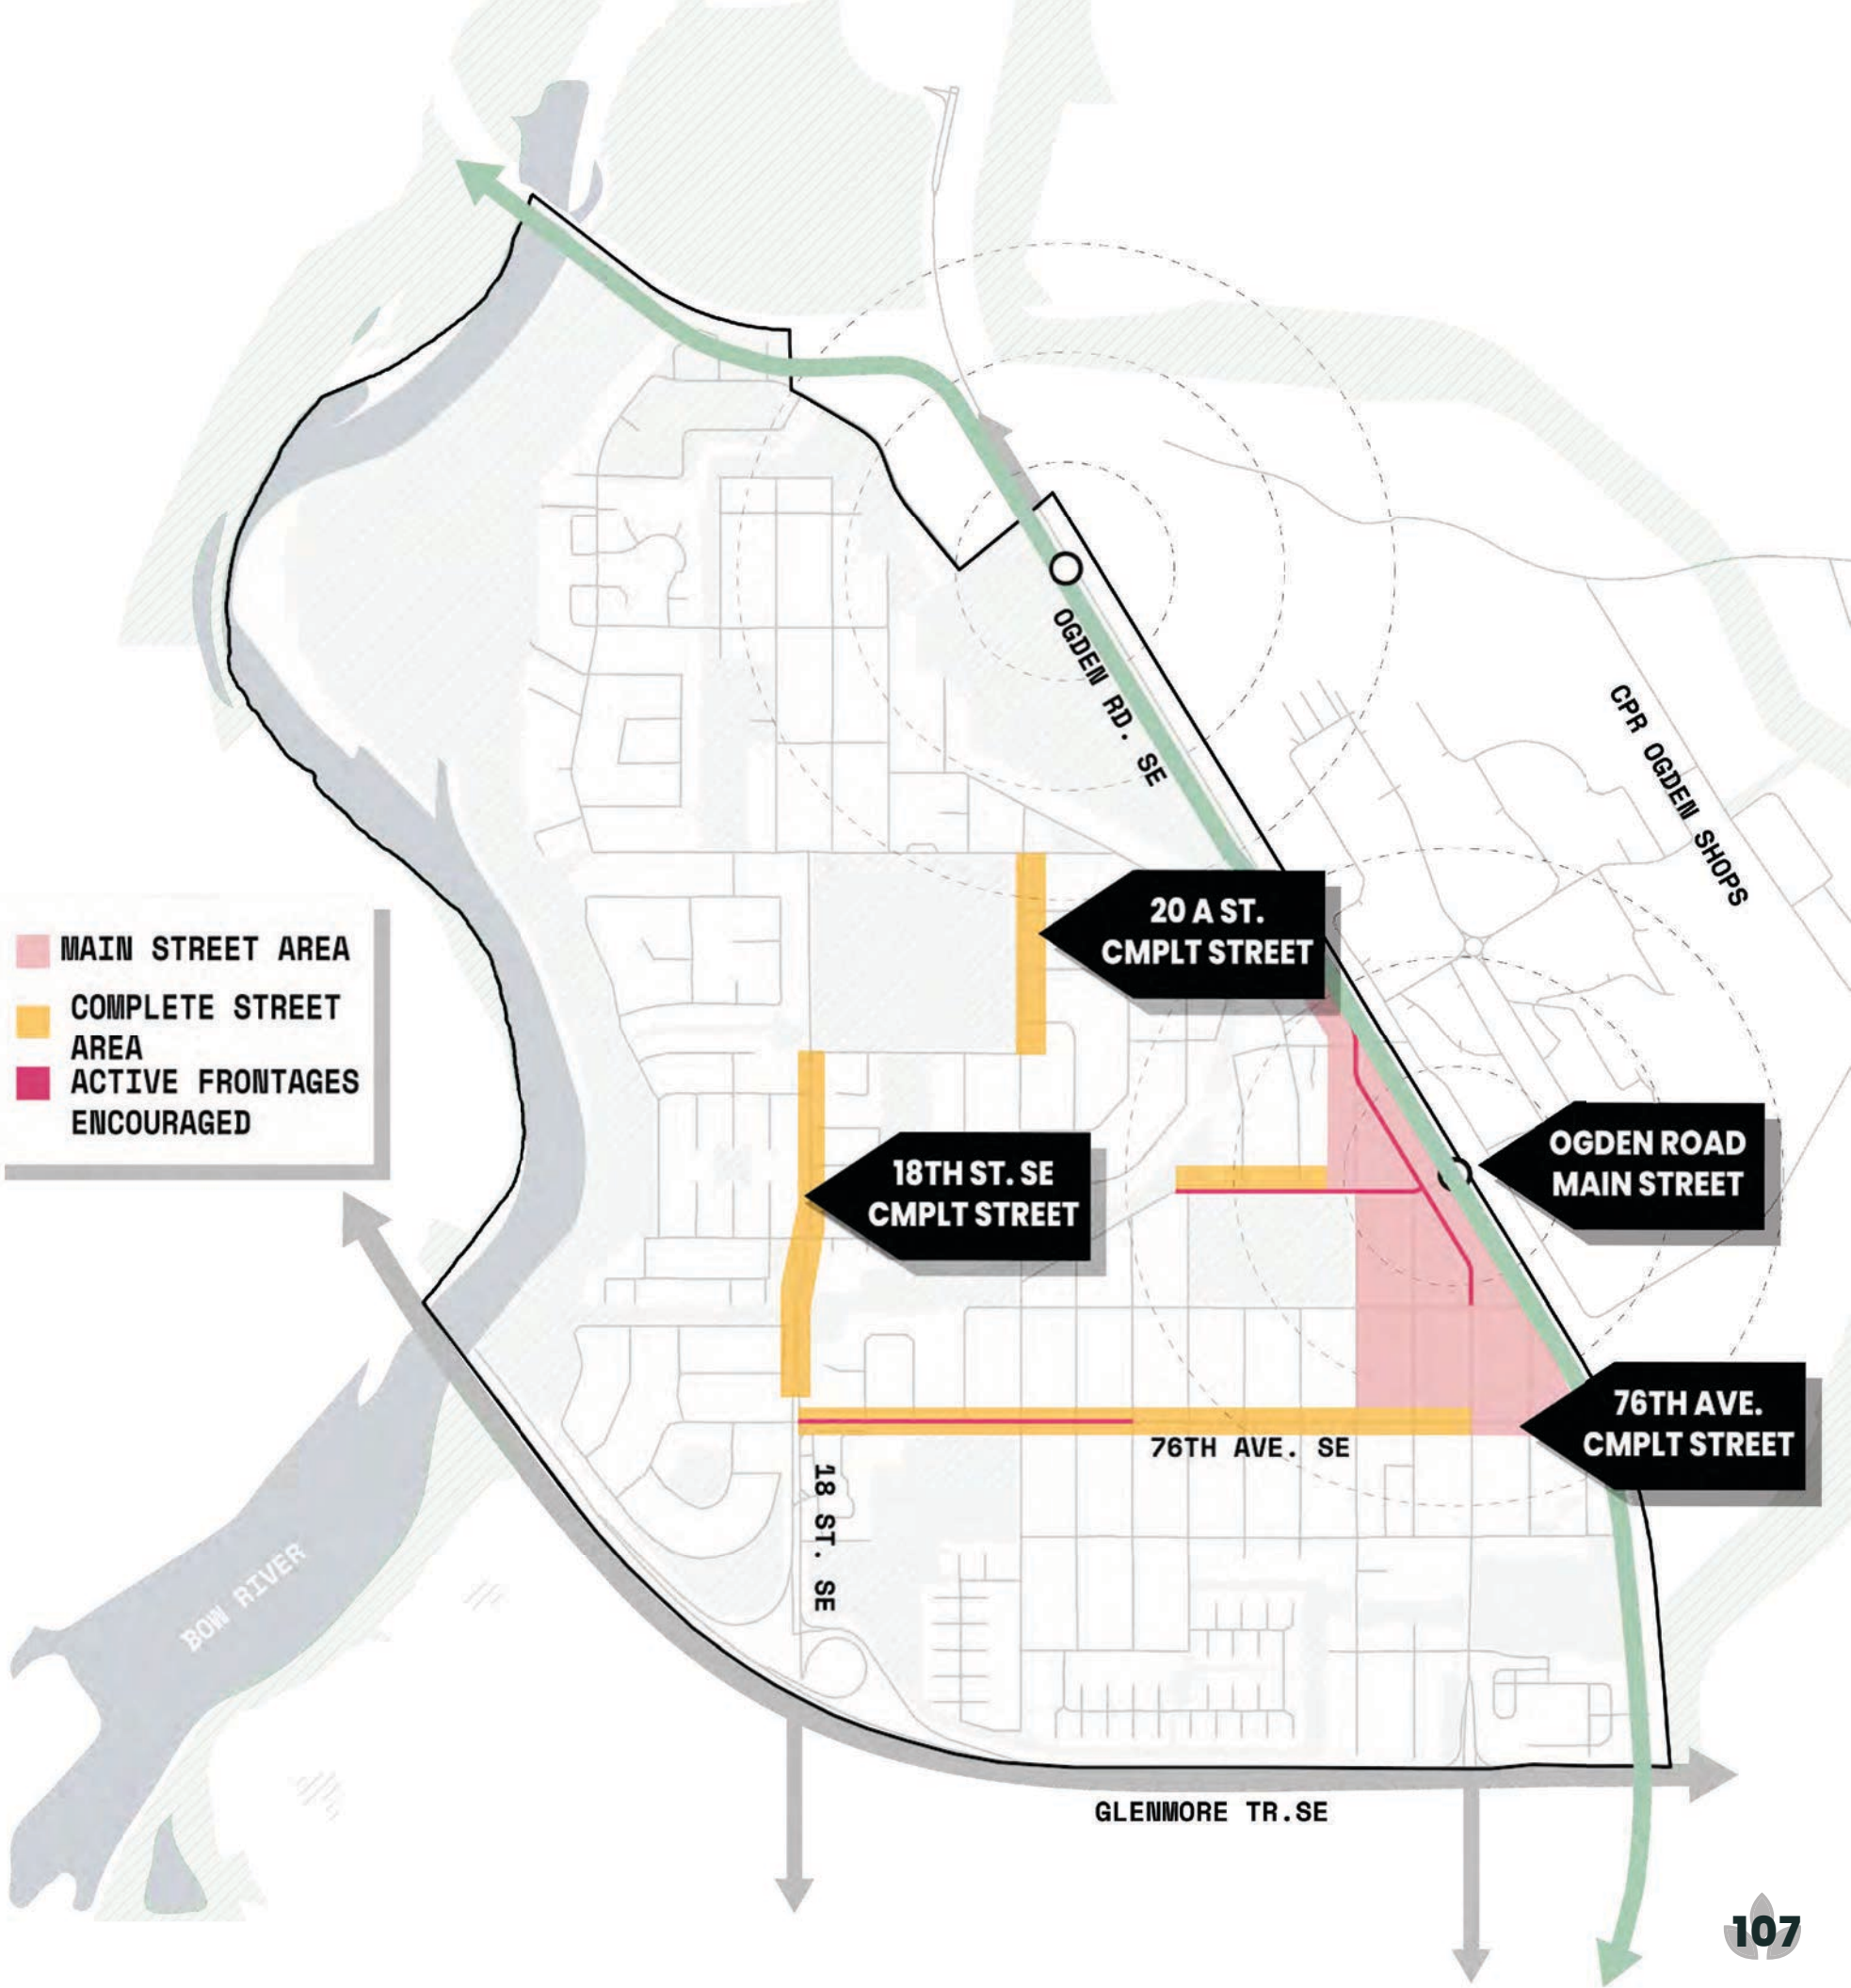 OGDEN RD. SE
CPR OGDEN SHOPS
20 A ST.
CMPLT STREET
MAIN STREET AREA
COMPLETE STREET
AREA
ACTIVE FRONTAGES
ENCOURAGED
18TH ST. SE
CMPLT STREET
OGDEN ROAD
MAIN STREET
76TH AVE.
CMPLT STREET
76TH AVE. SE
18 ST. SE
BOW RIVER
GLENMORE TR.SE
107